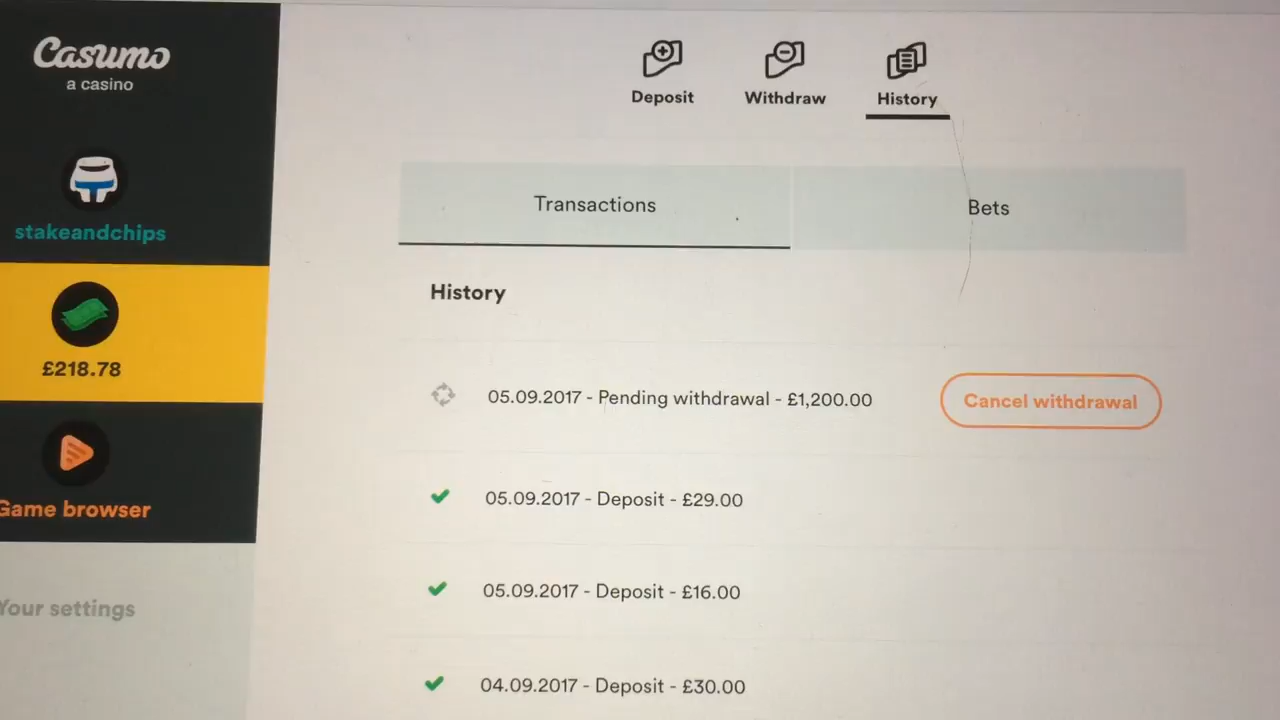 Casumo
a casino
Deposit
Withdraw
History
stakeandchips
£218.78
Game browser
Your settings
Transactions
Bets
History
05.09.2017 - Pending withdrawal - £1,200.00
Cancel withdrawal
05.09.2017 - Deposit - £29.00
05.09.2017 - Deposit - £16.00
04.09.2017 - Deposit - £30.00